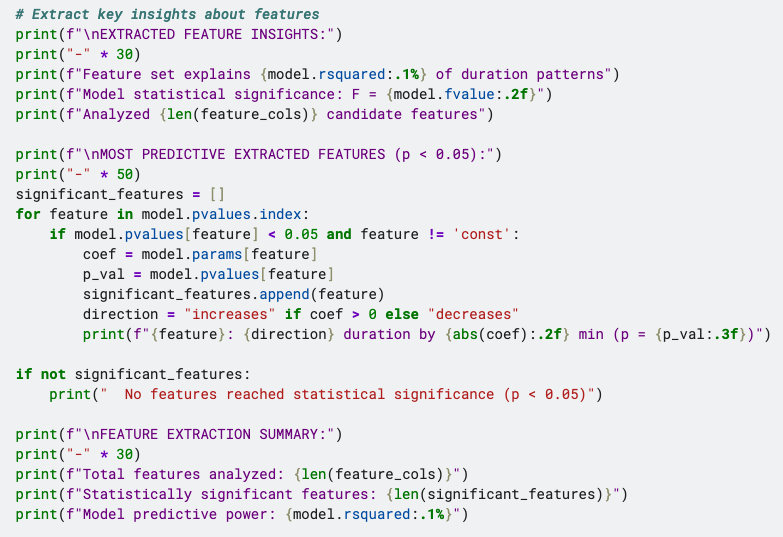 # Extract key insights about features
print(f"\nEXTRACTED FEATURE INSIGHTS:")
print("-" * 30)
print(f"Feature set explains {model.rsquared:.1%} of duration patterns")
print(f"Model statistical significance: F = {model.fvalue:.2f}")
print(f"Analyzed {len(feature_cols)} candidate features")

print(f"\nMOST PREDICTIVE EXTRACTED FEATURES (p < 0.05):")
print("-" * 50)
significant_features = []
for feature in model.pvalues.index:
    if model.pvalues[feature] < 0.05 and feature != 'const':
        coef = model.params[feature]
        p_val = model.pvalues[feature]
        significant_features.append(feature)
        direction = "increases" if coef > 0 else "decreases"
        print(f"{feature}: {direction} duration by {abs(coef):.2f} min (p = {p_val:.3f})")

if not significant_features:
    print("  No features reached statistical significance (p < 0.05)")

print(f"\nFEATURE EXTRACTION SUMMARY:")
print("-" * 30)
print(f"Total features analyzed: {len(feature_cols)}")
print(f"Statistically significant features: {len(significant_features)}")
print(f"Model predictive power: {model.rsquared:.1%}")